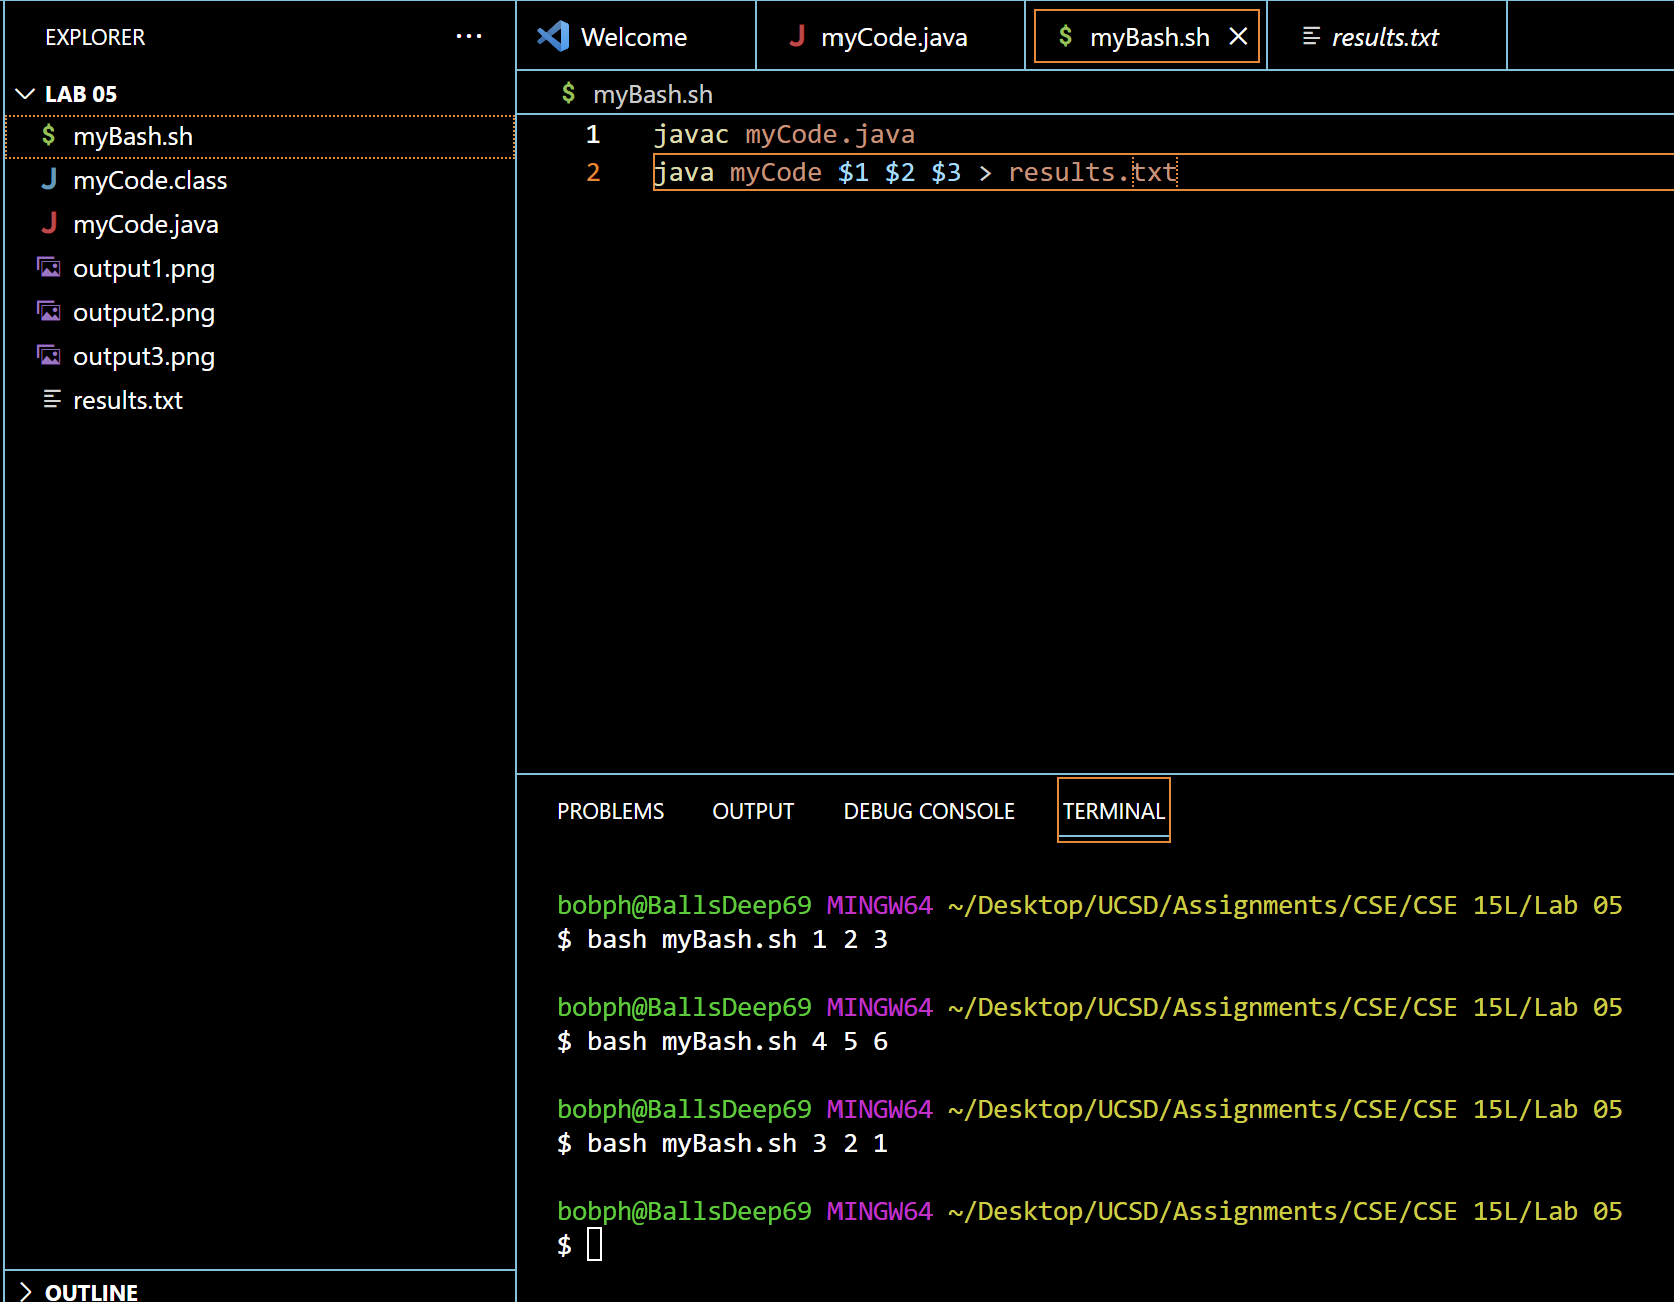 EXPLORER ...
LAB 05
$ myBash.sh
J myCode.class
J myCode.java
output1.png
output2.png
output3.png
results.txt
OUTLINE
Welcome J myCode.java $ myBash.sh results.txt
$ myBash.sh
1 javac myCode.java
2 java myCode $1 $2 $3 > results.txt
PROBLEMS OUTPUT DEBUG CONSOLE TERMINAL
bobph@BallsDeep69 MINGW64 ~/Desktop/UCSD/Assignments/CSE/CSE 15L/Lab 05
$ bash myBash.sh 1 2 3
bobph@BallsDeep69 MINGW64 ~/Desktop/UCSD/Assignments/CSE/CSE 15L/Lab 05
$ bash myBash.sh 4 5 6
bobph@BallsDeep69 MINGW64 ~/Desktop/UCSD/Assignments/CSE/CSE 15L/Lab 05
$ bash myBash.sh 3 2 1
bobph@BallsDeep69 MINGW64 ~/Desktop/UCSD/Assignments/CSE/CSE 15L/Lab 05
$